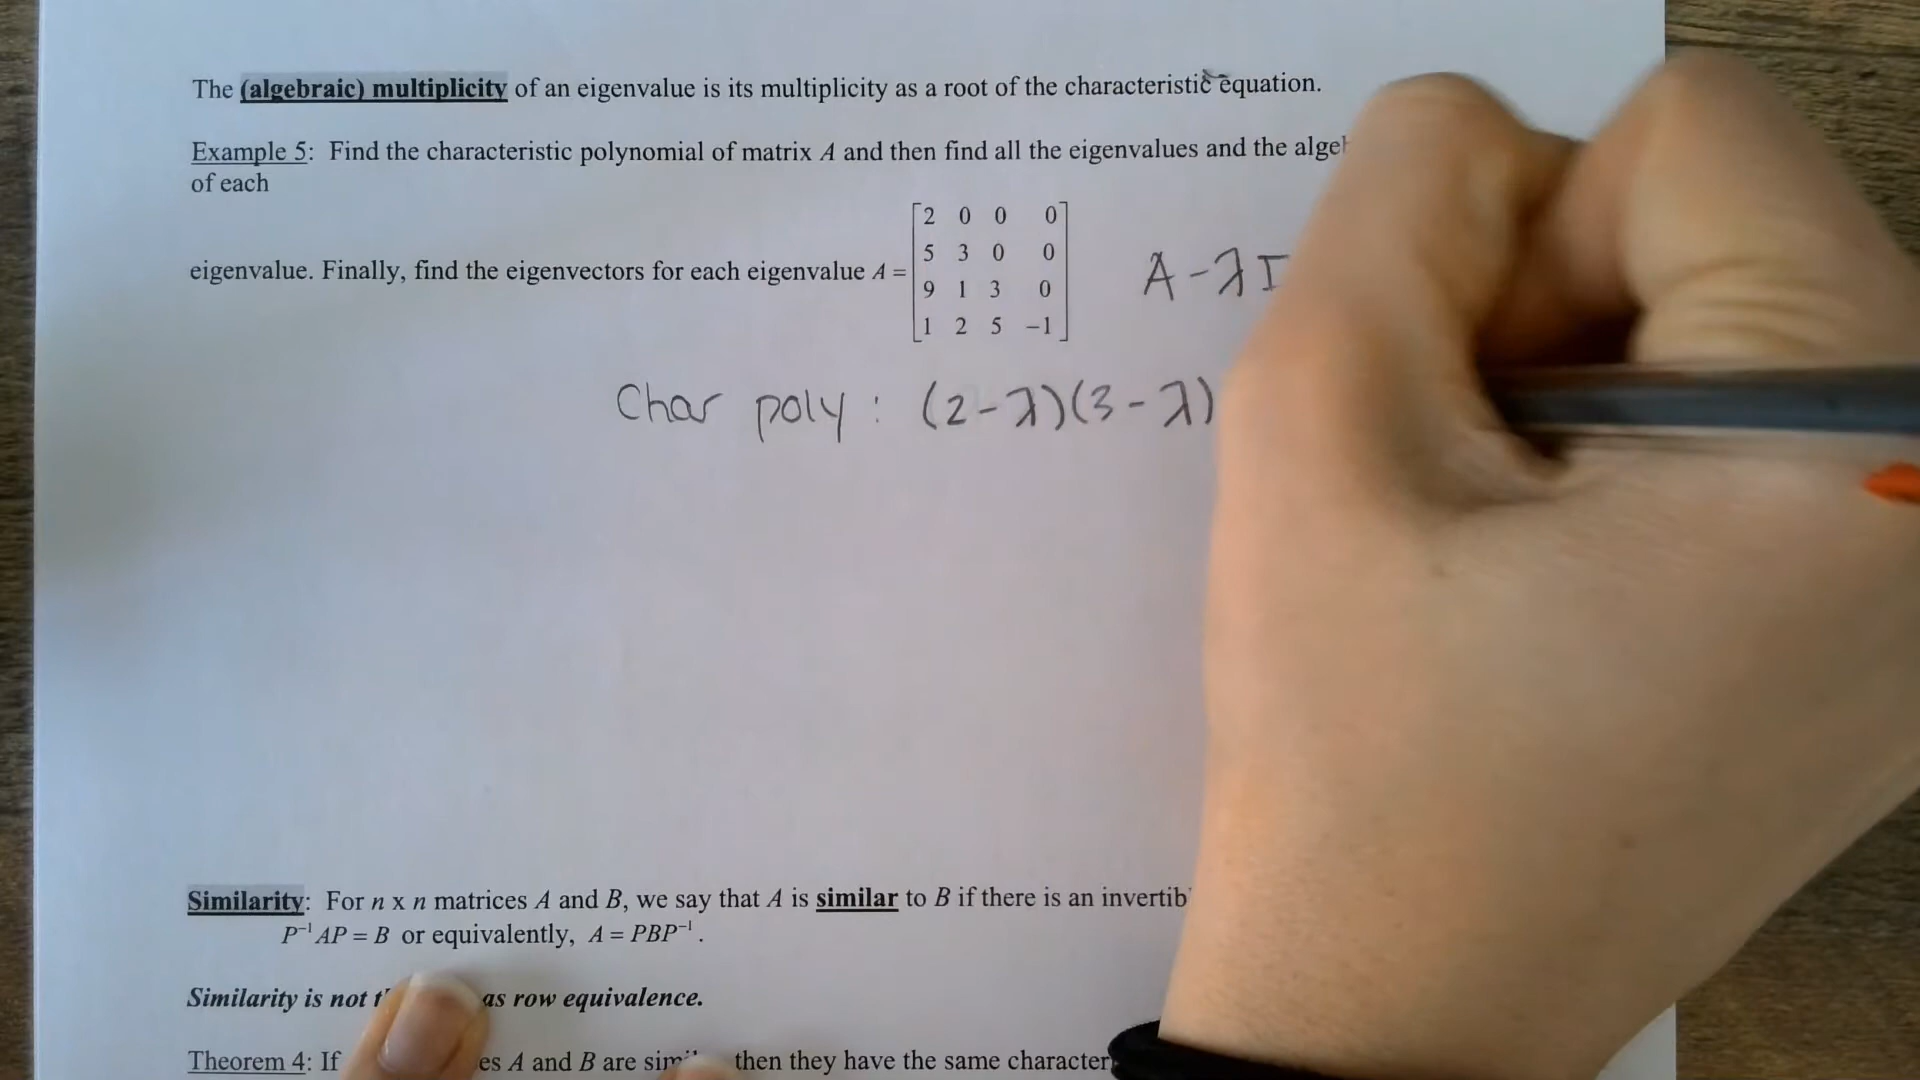 The (algebraic) multiplicity of an eigenvalue is its multiplicity as a root of the characteristic equation.
Example 5: Find the characteristic polynomial of matrix A and then find all the eigenvalues and the
of each
eigenvalue. Finally, find the eigenvectors for each eigenvalue A =
2 0 0 0
5 3 0 0
9 1 3 0
1 2 5 −1
A - λI
Char poly : (2-λ)(3-λ)
Similarity: For n x n matrices A and B, we say that A is similar to B if there is an
P⁻¹AP = B or equivalently, A = PBP⁻¹.
Similarity is not as row equivalence.
Theorem 4: If A and B are then they have the same